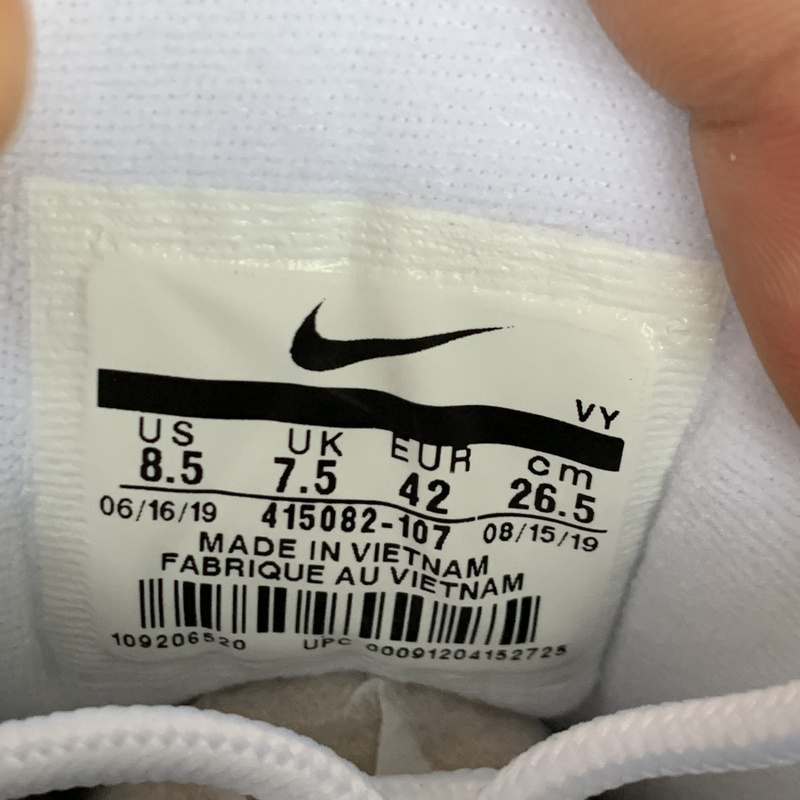 VY
US UK EUR cm
8.5 7.5 42 26.5
06/16/19 415082-107 08/15/19
MADE IN VIETNAM
FABRIQUE AU VIETNAM
109206520 UPC 00091204152725